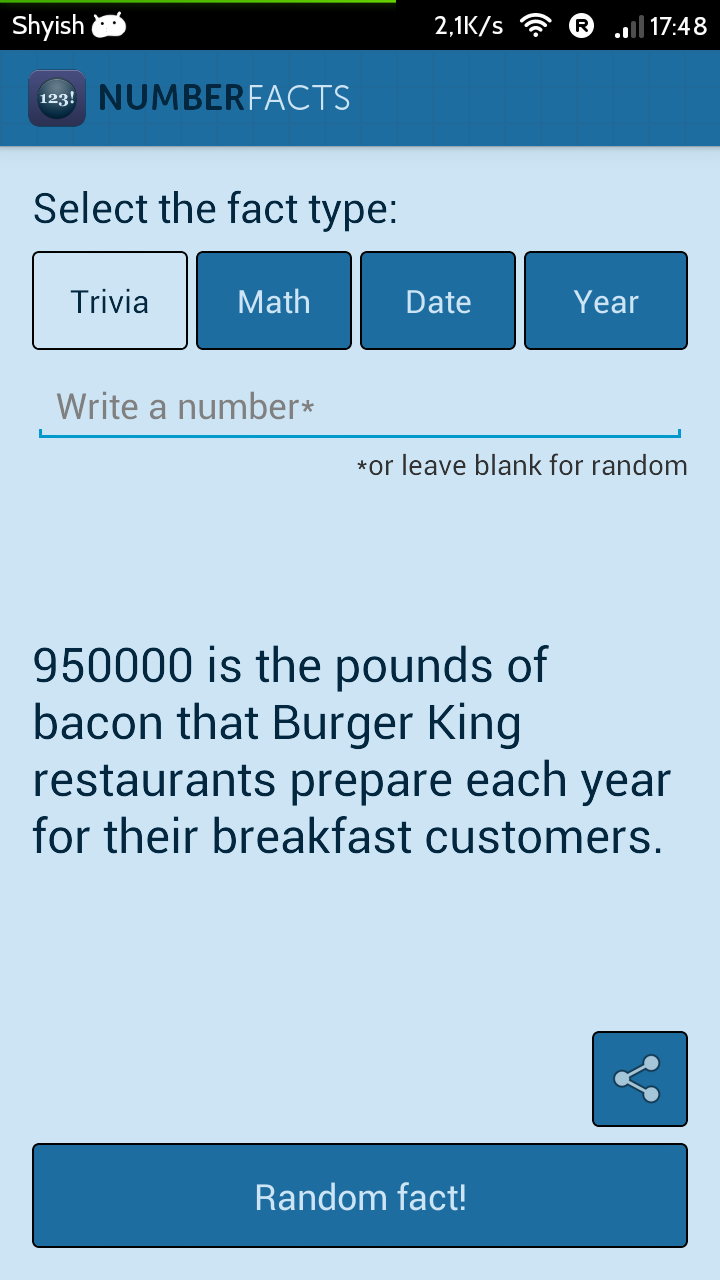 Shyish 2,1K/s R 17:48
123! NUMBERFACTS
Select the fact type:
Trivia Math Date Year
Write a number*
*or leave blank for random
950000 is the pounds of
bacon that Burger King
restaurants prepare each year
for their breakfast customers.
Random fact!